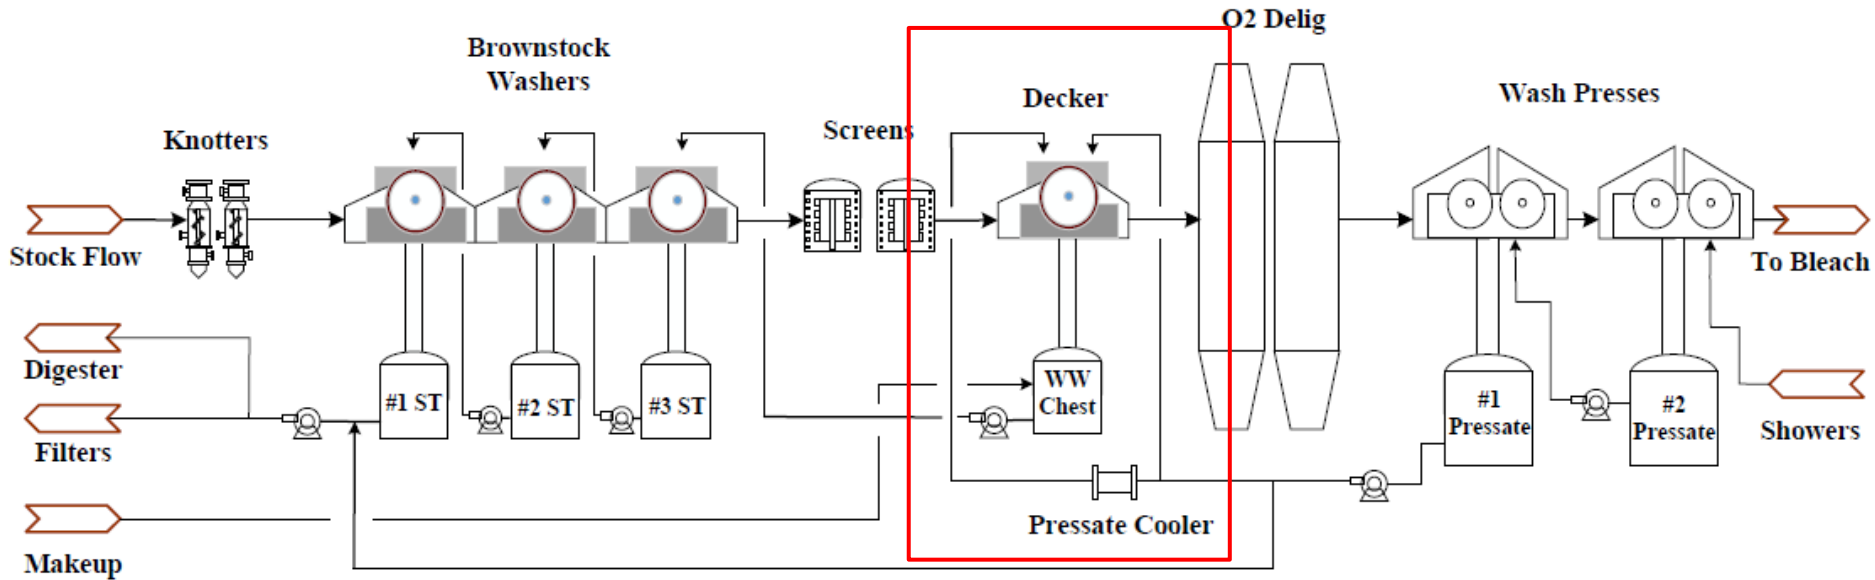 O2 Delig
Brownstock
Washers
Decker
Wash Presses
Knotters
Screens
Stock Flow
To Bleach
Digester
#1 ST
#2 ST
#3 ST
WW
Chest
#1
Pressate
#2
Pressate
Filters
Showers
Pressate Cooler
Makeup